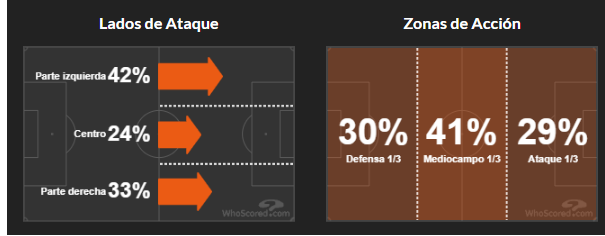 Lados de Ataque
Parte izquierda 42%
Centro 24%
Parte derecha 33%
WhoScored.com
Zonas de Acción
30% 41% 29%
Defensa 1/3 Mediocampo 1/3 Ataque 1/3
WhoScored.com